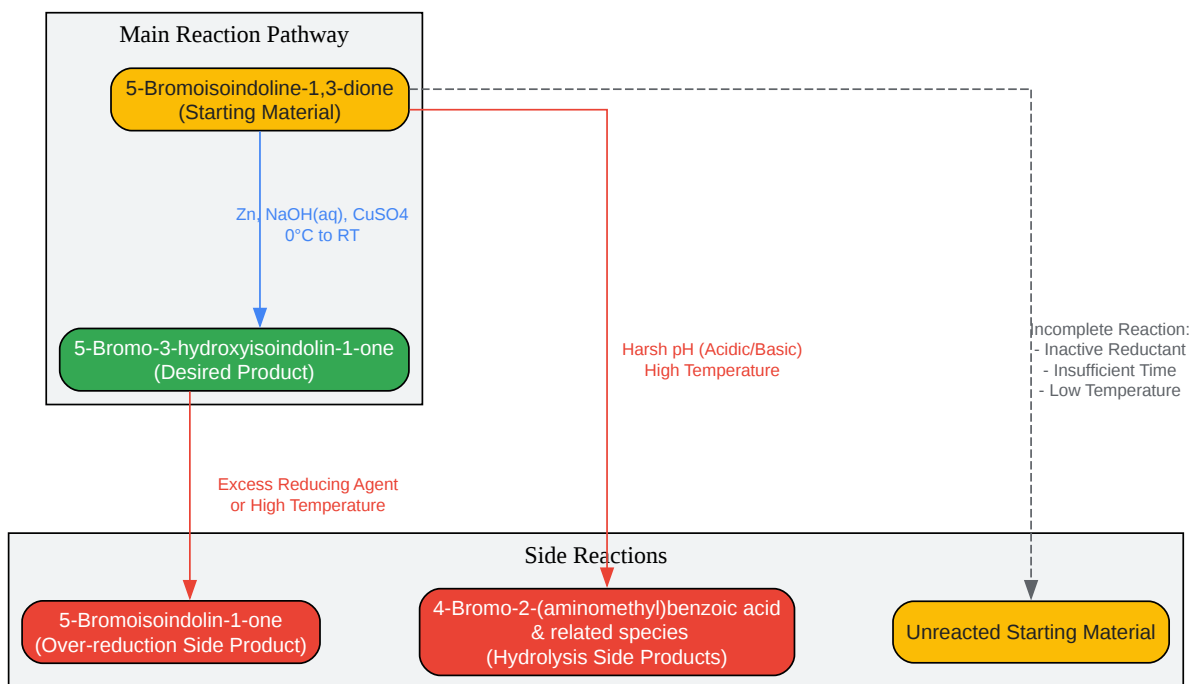 Main Reaction Pathway
5-Bromoisoindoline-1,3-dione
(Starting Material)
Zn, NaOH(aq), CuSO4
0°C to RT
5-Bromo-3-hydroxyisoindolin-1-one
(Desired Product)
Harsh pH (Acidic/Basic)
High Temperature
Incomplete Reaction:
- Inactive Reductant
- Insufficient Time
- Low Temperature
Excess Reducing Agent
or High Temperature
Side Reactions
5-Bromoisoindolin-1-one
(Over-reduction Side Product)
4-Bromo-2-(aminomethyl)benzoic acid
& related species
(Hydrolysis Side Products)
Unreacted Starting Material